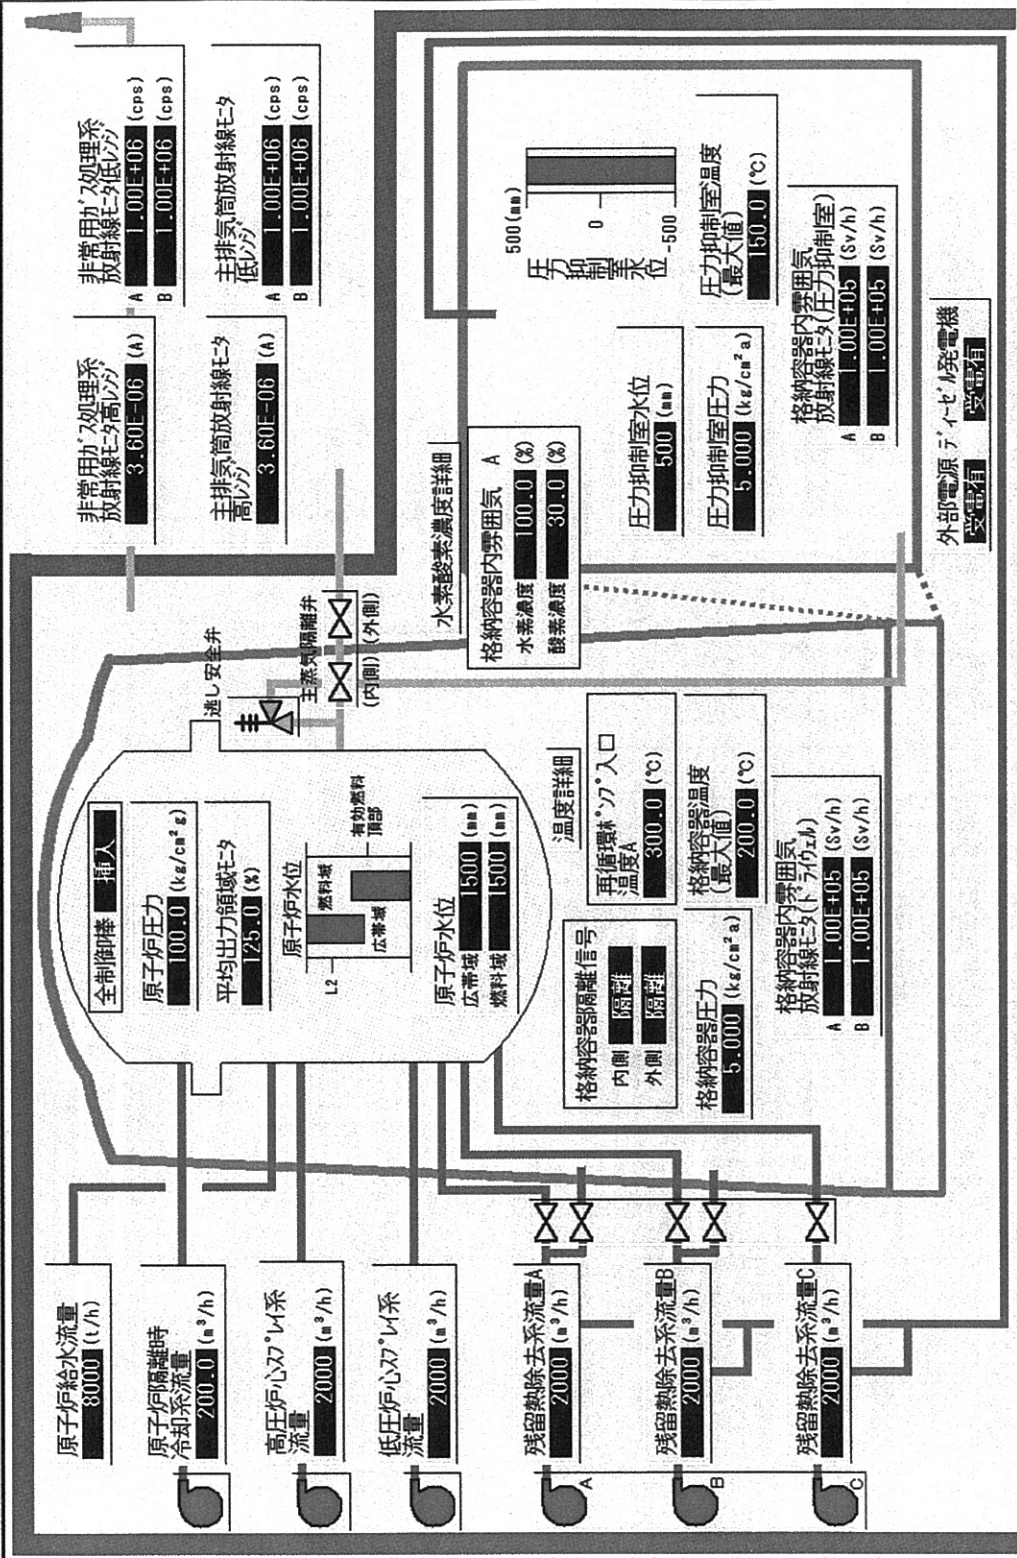 原子炉給水流量
8000 (t/h)
原子炉隔離時
冷却系流量
200.0 (m³/h)
高圧炉心スプレイ系
流量
2000 (m³/h)
低圧炉心スプレイ系
流量
2000 (m³/h)
残留熱除去系流量A
2000 (m³/h)
A
残留熱除去系流量B
2000 (m³/h)
B
残留熱除去系流量C
2000 (m³/h)
C
全制御棒 挿入
原子炉圧力
100.0 (kg/cm² g)
平均出力領域モニタ
125.0 (%)
原子炉水位
L2
燃料域
広帯域
有効燃料
頂部
原子炉水位
広帯域 1500 (mm)
燃料域 1500 (mm)
逃し安全弁
主蒸気隔離弁
(内側) (外側)
格納容器隔離信号
内側 隔離
外側 隔離
格納容器圧力
5.000 (kg/cm² a)
温度詳細
再循環ポンプ入口
温度A
300.0 (℃)
格納容器温度
(最大値)
200.0 (℃)
格納容器内雰囲気
放射線モニタ(ドライウェル)
A 1.00E+05 (Sv/h)
B 1.00E+05 (Sv/h)
非常用ガス処理系
放射線モニタ高レンジ
3.60E-06 (A)
非常用ガス処理系
放射線モニタ低レンジ
A 1.00E+06 (cps)
B 1.00E+06 (cps)
主排気筒放射線モニタ
高レンジ
3.60E-06 (A)
主排気筒放射線モニタ
低レンジ
A 1.00E+06 (cps)
B 1.00E+06 (cps)
水素酸素濃度詳細
格納容器内雰囲気 A
水素濃度 100.0 (%)
酸素濃度 30.0 (%)
圧力抑制室水位
500 (mm)
0
-500
圧力抑制室水位
500 (mm)
圧力抑制室圧力
5.000 (kg/cm² a)
圧力抑制室温度
(最大値)
150.0 (℃)
格納容器内雰囲気
放射線モニタ(圧力抑制室)
A 1.00E+05 (Sv/h)
B 1.00E+05 (Sv/h)
外部電源 ディーゼル発電機
受電有 受電有